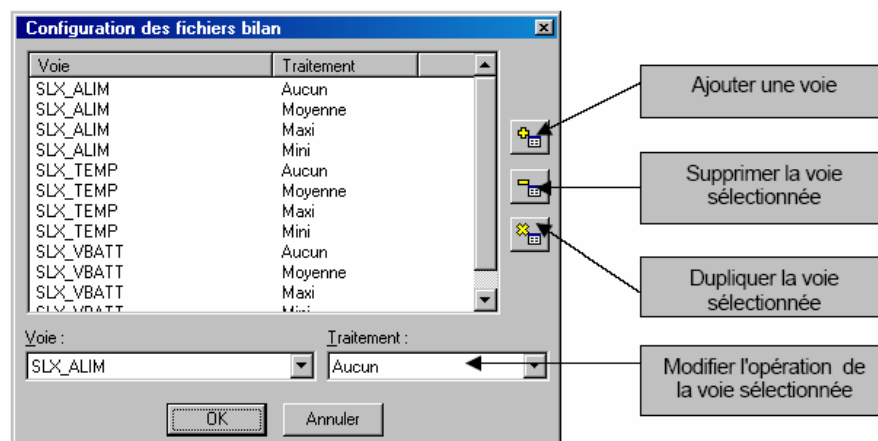 Configuration des fichiers bilan
Voie Traitement
SLX_ALIM Aucun
SLX_ALIM Moyenne
SLX_ALIM Maxi
SLX_ALIM Mini
SLX_TEMP Aucun
SLX_TEMP Moyenne
SLX_TEMP Maxi
SLX_TEMP Mini
SLX_VBATT Aucun
SLX_VBATT Moyenne
SLX_VBATT Maxi
SLX_VBATT Mini
Voie : Traitement :
SLX_ALIM Aucun
OK Annuler
Ajouter une voie
Supprimer la voie
sélectionnée
Dupliquer la voie
sélectionnée
Modifier l'opération de
la voie sélectionnée